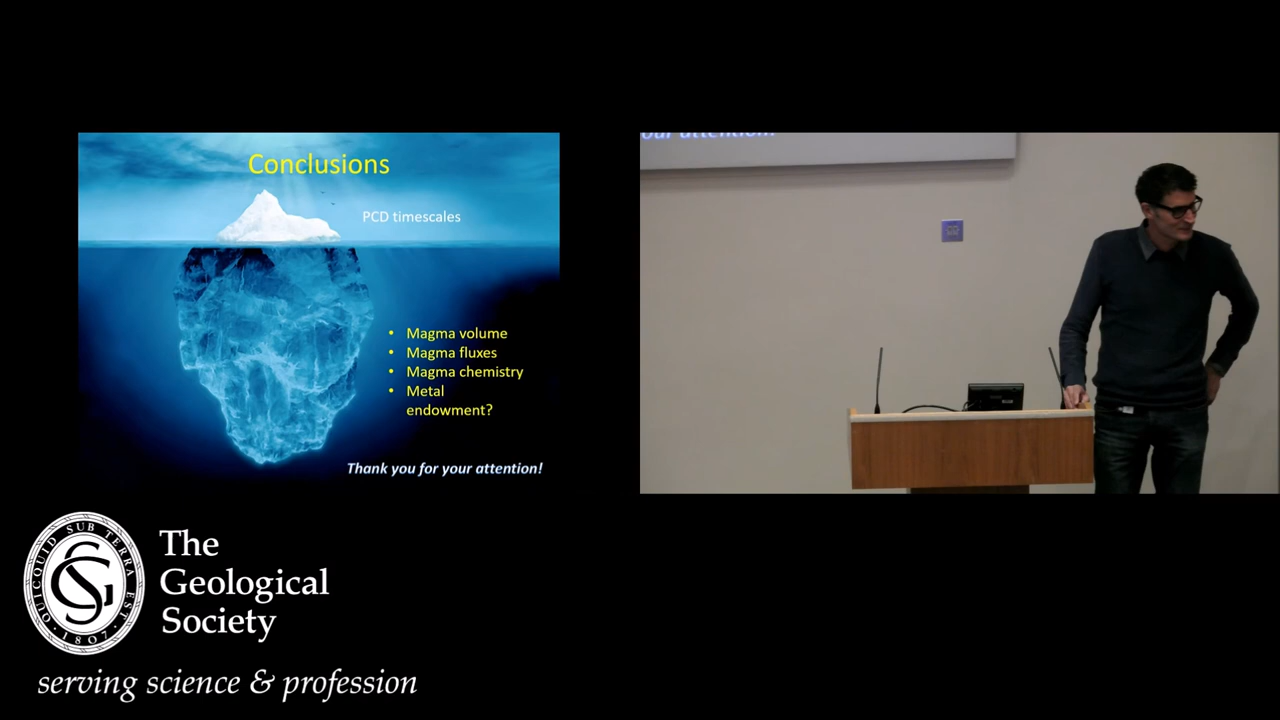 Conclusions
PCD timescales
• Magma volume
• Magma fluxes
• Magma chemistry
• Metal
endowment?
Thank you for your attention!
our attention!
QUICQUID SUB TERRA EST
GS
· 1807 ·
The
Geological
Society
serving science & profession